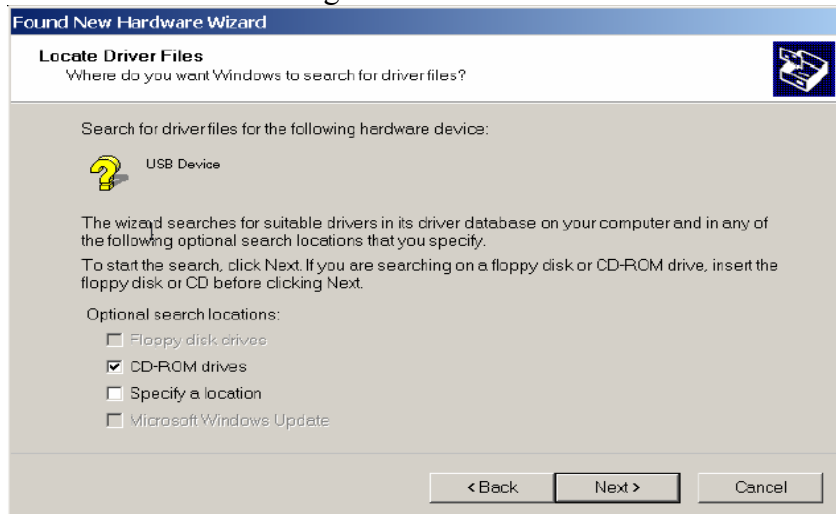 Found New Hardware Wizard
Locate Driver Files
Where do you want Windows to search for driver files?
Search for driver files for the following hardware device:
USB Device
The wizard searches for suitable drivers in its driver database on your computer and in any of
the following optional search locations that you specify.
To start the search, click Next. If you are searching on a floppy disk or CD-ROM drive, insert the
floppy disk or CD before clicking Next.
Optional search locations:
Floppy disk drives
CD-ROM drives
Specify a location
Microsoft Windows Update
< Back Next > Cancel